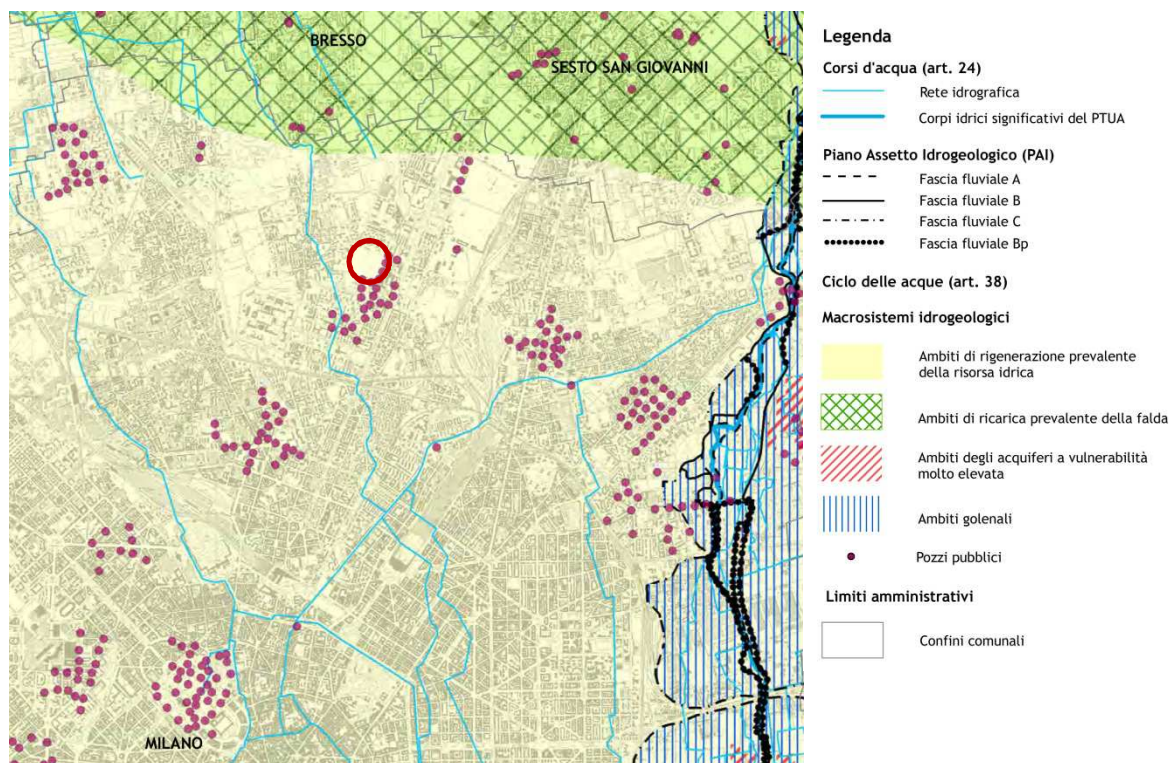 BRESSO
SESTO SAN GIOVANNI
MILANO
Legenda
Corsi d'acqua (art. 24)
Rete idrografica
Corpi idrici significativi del PTUA
Piano Assetto Idrogeologico (PAI)
Fascia fluviale A
Fascia fluviale B
Fascia fluviale C
Fascia fluviale Bp
Ciclo delle acque (art. 38)
Macrosistemi idrogeologici
Ambiti di rigenerazione prevalente
della risorsa idrica
Ambiti di ricarica prevalente della falda
Ambiti degli acquiferi a vulnerabilità
molto elevata
Ambiti golenali
Pozzi pubblici
Limiti amministrativi
Confini comunali